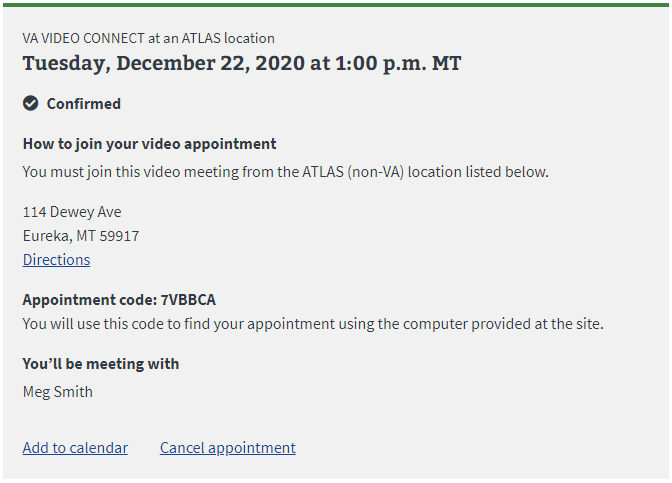 VA VIDEO CONNECT at an ATLAS location
Tuesday, December 22, 2020 at 1:00 p.m. MT
Confirmed
How to join your video appointment
You must join this video meeting from the ATLAS (non-VA) location listed below.
114 Dewey Ave
Eureka, MT 59917
Directions
Appointment code: 7VBBCA
You will use this code to find your appointment using the computer provided at the site.
You’ll be meeting with
Meg Smith
Add to calendar Cancel appointment